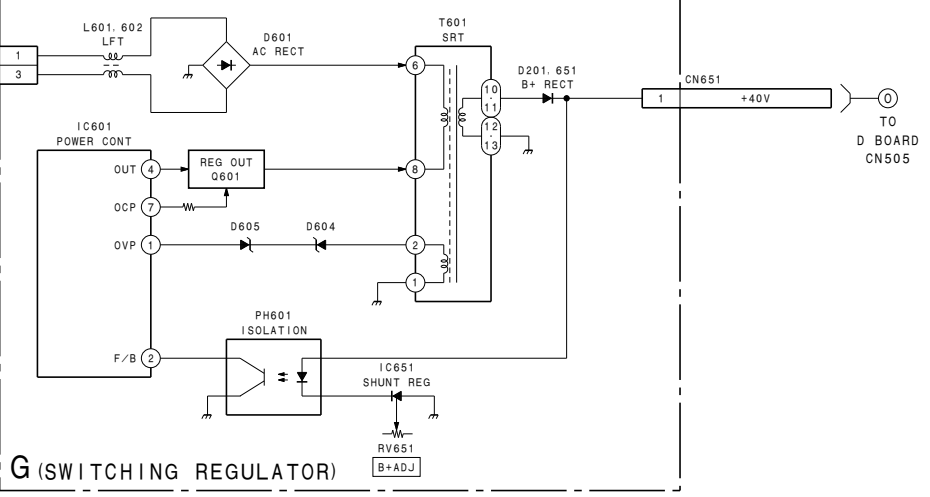 L601, 602
LFT
1
3
D601
AC RECT
T601
SRT
6
10
11
12
13
D201, 651
B+ RECT
CN651
1
+40V
O
TO
D BOARD
CN505
IC601
POWER CONT
OUT
4
REG OUT
Q601
8
OCP
7
OVP
1
D605
D604
2
1
PH601
ISOLATION
F/B
2
IC651
SHUNT REG
RV651
B+ADJ
G (SWITCHING REGULATOR)